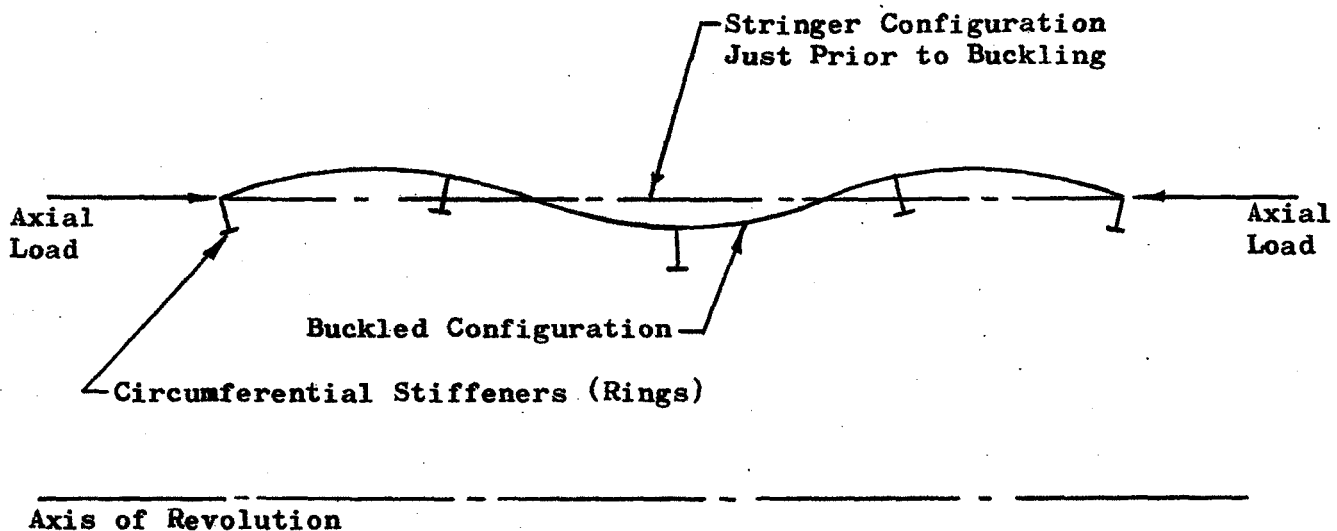 Stringer Configuration
Just Prior to Buckling
Axial
Load
Axial
Load
Buckled Configuration
Circumferential Stiffeners (Rings)
Axis of Revolution